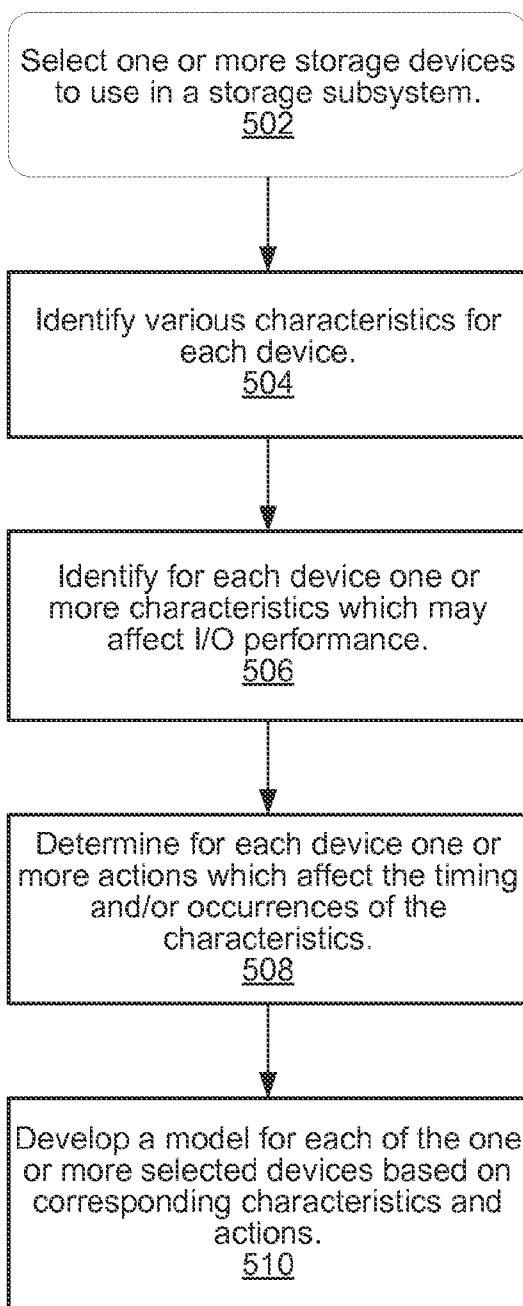 Select one or more storage devices
to use in a storage subsystem.
502
Identify various characteristics for
each device.
504
Identify for each device one or
more characteristics which may
affect I/O performance.
506
Determine for each device one or
more actions which affect the timing
and/or occurrences of the
characteristics.
508
Develop a model for each of the one
or more selected devices based on
corresponding characteristics and
actions.
510